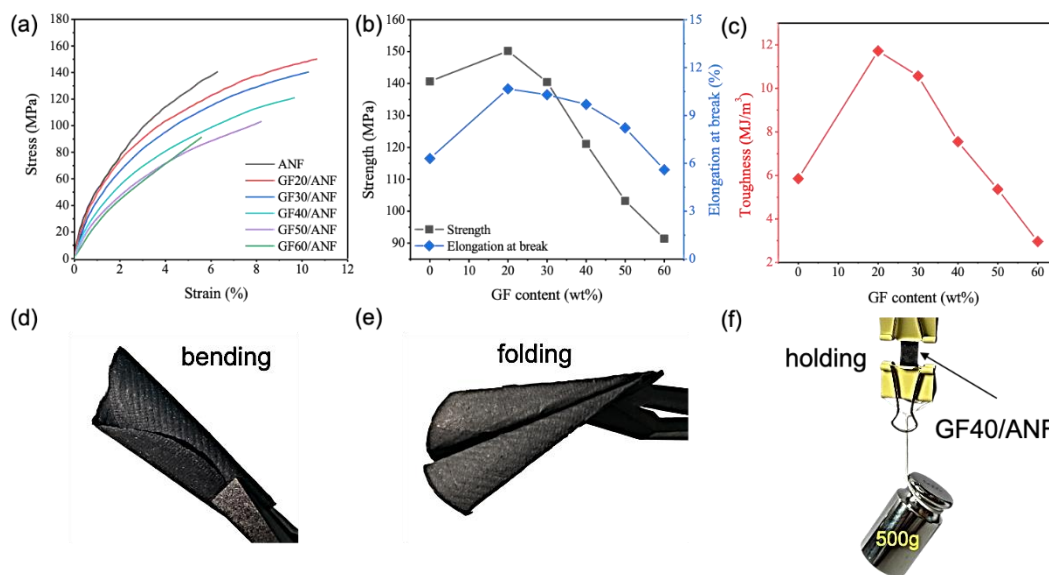 (a)
180
160
140
120
100
80
60
40
20
0
Stress (MPa)
0 2 4 6 8 10 12
Strain (%)
ANF
GF20/ANF
GF30/ANF
GF40/ANF
GF50/ANF
GF60/ANF
(b)
160
150
140
130
120
110
100
90
Strength (MPa)
15
12
9
6
3
0
Elongation at break (%)
Strength
Elongation at break
0 10 20 30 40 50 60
GF content (wt%)
(c)
12
10
8
6
4
2
Toughness (MJ/m³)
0 10 20 30 40 50 60
GF content (wt%)
(d)
bending
(e)
folding
(f)
holding
GF40/ANF
500g